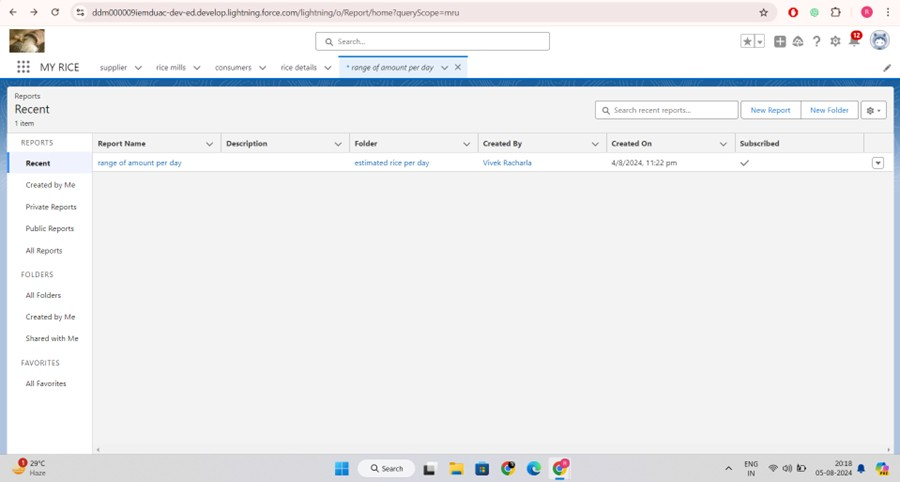 ddm000009iemduac-dev-ed.develop.lightning.force.com/lightning/o/Report/home?queryScope=mru
R
Search...
12
MY RICE
supplier
rice mills
consumers
rice details
* range of amount per day
Reports
Recent
1 item
Search recent reports...
New Report
New Folder
REPORTS
Report Name
Description
Folder
Created By
Created On
Subscribed
Recent
range of amount per day
estimated rice per day
Vivek Racharla
4/8/2024, 11:22 pm
Created by Me
Private Reports
Public Reports
All Reports
FOLDERS
All Folders
Created by Me
Shared with Me
FAVORITES
All Favorites
1
29°C
Haze
Search
ENG
IN
20:18
05-08-2024